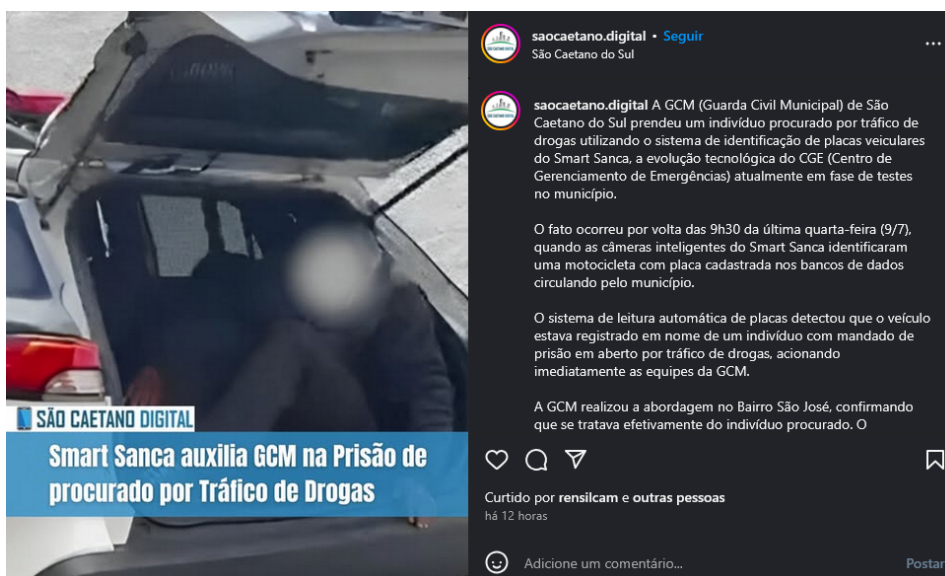 SÃO CAETANO DIGITAL
Smart Sanca auxilia GCM na Prisão de
procurado por Tráfico de Drogas
saocaetano.digital • Seguir
São Caetano do Sul
saocaetano.digital A GCM (Guarda Civil Municipal) de São
Caetano do Sul prendeu um indivíduo procurado por tráfico de
drogas utilizando o sistema de identificação de placas veiculares
do Smart Sanca, a evolução tecnológica do CGE (Centro de
Gerenciamento de Emergências) atualmente em fase de testes
no município.
O fato ocorreu por volta das 9h30 da última quarta-feira (9/7),
quando as câmeras inteligentes do Smart Sanca identificaram
uma motocicleta com placa cadastrada nos bancos de dados
circulando pelo município.
O sistema de leitura automática de placas detectou que o veículo
estava registrado em nome de um indivíduo com mandado de
prisão em aberto por tráfico de drogas, acionando
imediatamente as equipes da GCM.
A GCM realizou a abordagem no Bairro São José, confirmando
que se tratava efetivamente do indivíduo procurado. O
Curtido por rensilcam e outras pessoas
há 12 horas
Adicione um comentário...
Postar